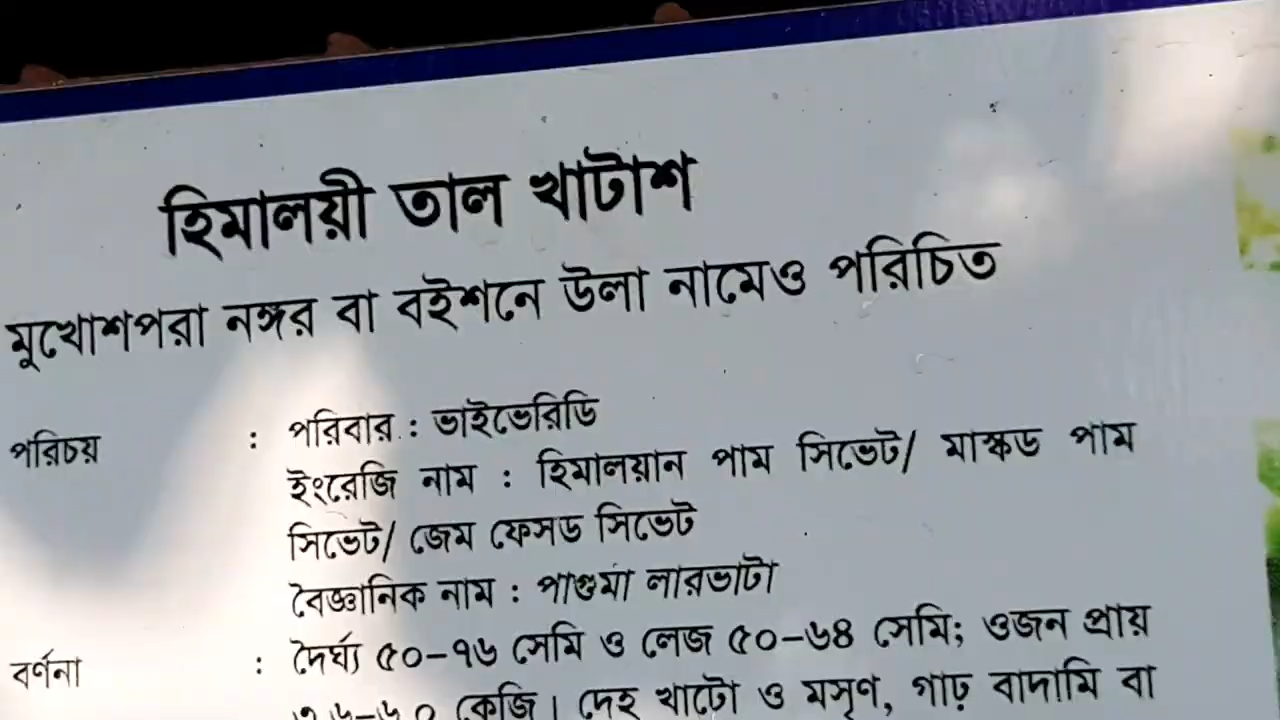 হিমালয়ী তাল খাটাশ
মুখোশপরা নঙ্গর বা বইশনে উলা নামেও পরিচিত
পরিচয় : পরিবার : ভাইভেরিডি
ইংরেজি নাম : হিমালয়ান পাম সিভেট/ মাস্কড পাম
সিভেট/ জেম ফেসড সিভেট
বৈজ্ঞানিক নাম : পাগুমা লারভাটা
বর্ণনা : দৈর্ঘ্য ৫০-৭৬ সেমি ও লেজ ৫০-৬৪ সেমি; ওজন প্রায়
কেজি। দেহ খাটো ও মসৃণ, গাঢ় বাদামি বা